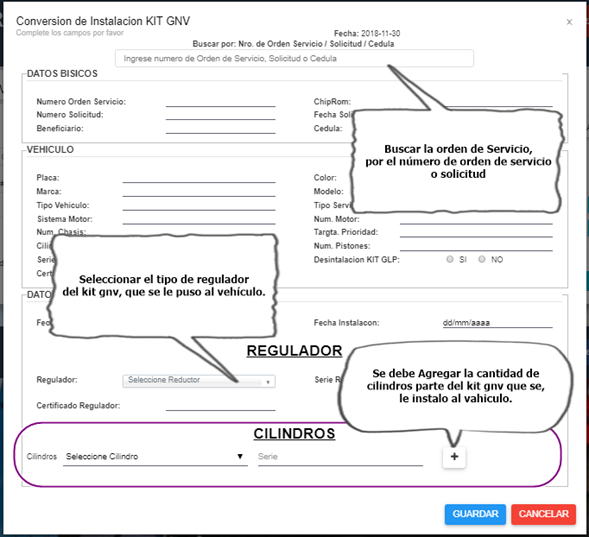 Conversion de Instalacion KIT GNV
x
Complete los campos por favor
Fecha: 2018-11-30
Buscar por: Nro. de Orden Servicio / Solicitud / Cedula
Ingrese numero de Orden de Servicio, Solicitud o Cedula
DATOS BISICOS
Numero Orden Servicio:
ChipRom:
Numero Solicitud:
Fecha Soli
Beneficiario:
Cedula:
Buscar la orden de Servicio,
por el número de orden de servicio
o solicitud
VEHICULO
Placa:
Color:
Marca:
Modelo:
Tipo Vehiculo:
Tipo Servi
Sistema Motor:
Num. Motor:
Num. Chasis:
Targta. Prioridad:
Cilin
Num. Pistones:
Serie
Desintalacion KIT GLP:
SI
NO
Cert
Seleccionar el tipo de regulador
del kit gnv, que se le puso al vehículo.
DATO
Fec
Fecha Instalacon:
dd/mm/aaaa
REGULADOR
Regulador:
Seleccione Reductor
Serie R
Certificado Regulador:
Se debe Agregar la cantidad de
cilindros parte del kit gnv que se,
le instalo al vahiculo.
CILINDROS
Cilindros
Seleccione Cilindro
Serie
+
GUARDAR
CANCELAR